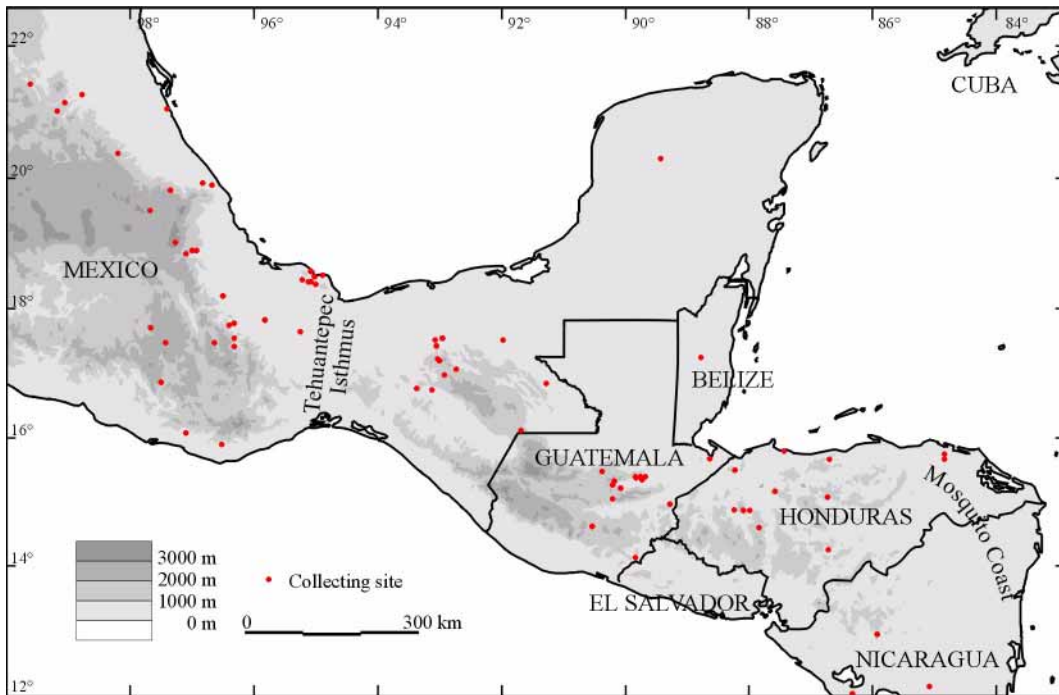 98° 96° 94° 92° 90° 88° 86° 84°
22°
CUBA
20°
MEXICO
18°
Tehuantepec
Isthmus
BELIZE
16°
GUATEMALA
Mosquito Coast
HONDURAS
14°
3000 m
2000 m
1000 m
0 m
Collecting site
0 300 km
EL SALVADOR
NICARAGUA
12°